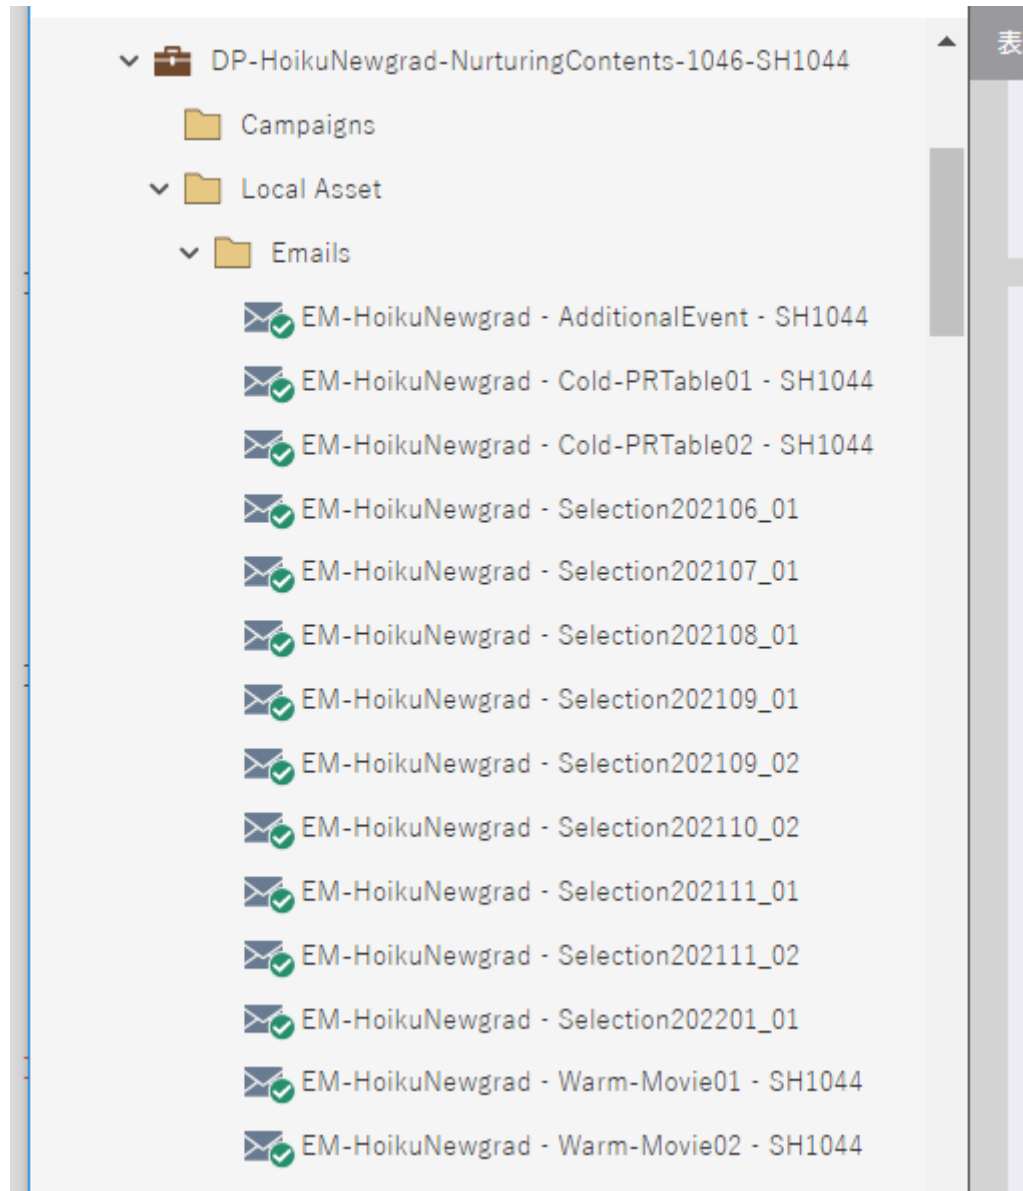 DP-HoikuNewgrad-NurturingContents-1046-SH1044
表
Campaigns
Local Asset
Emails
EM-HoikuNewgrad - AdditionalEvent - SH1044
EM-HoikuNewgrad - Cold-PRTable01 - SH1044
EM-HoikuNewgrad - Cold-PRTable02 - SH1044
EM-HoikuNewgrad - Selection202106_01
EM-HoikuNewgrad - Selection202107_01
EM-HoikuNewgrad - Selection202108_01
EM-HoikuNewgrad - Selection202109_01
EM-HoikuNewgrad - Selection202109_02
EM-HoikuNewgrad - Selection202110_02
EM-HoikuNewgrad - Selection202111_01
EM-HoikuNewgrad - Selection202111_02
EM-HoikuNewgrad - Selection202201_01
EM-HoikuNewgrad - Warm-Movie01 - SH1044
EM-HoikuNewgrad - Warm-Movie02 - SH1044